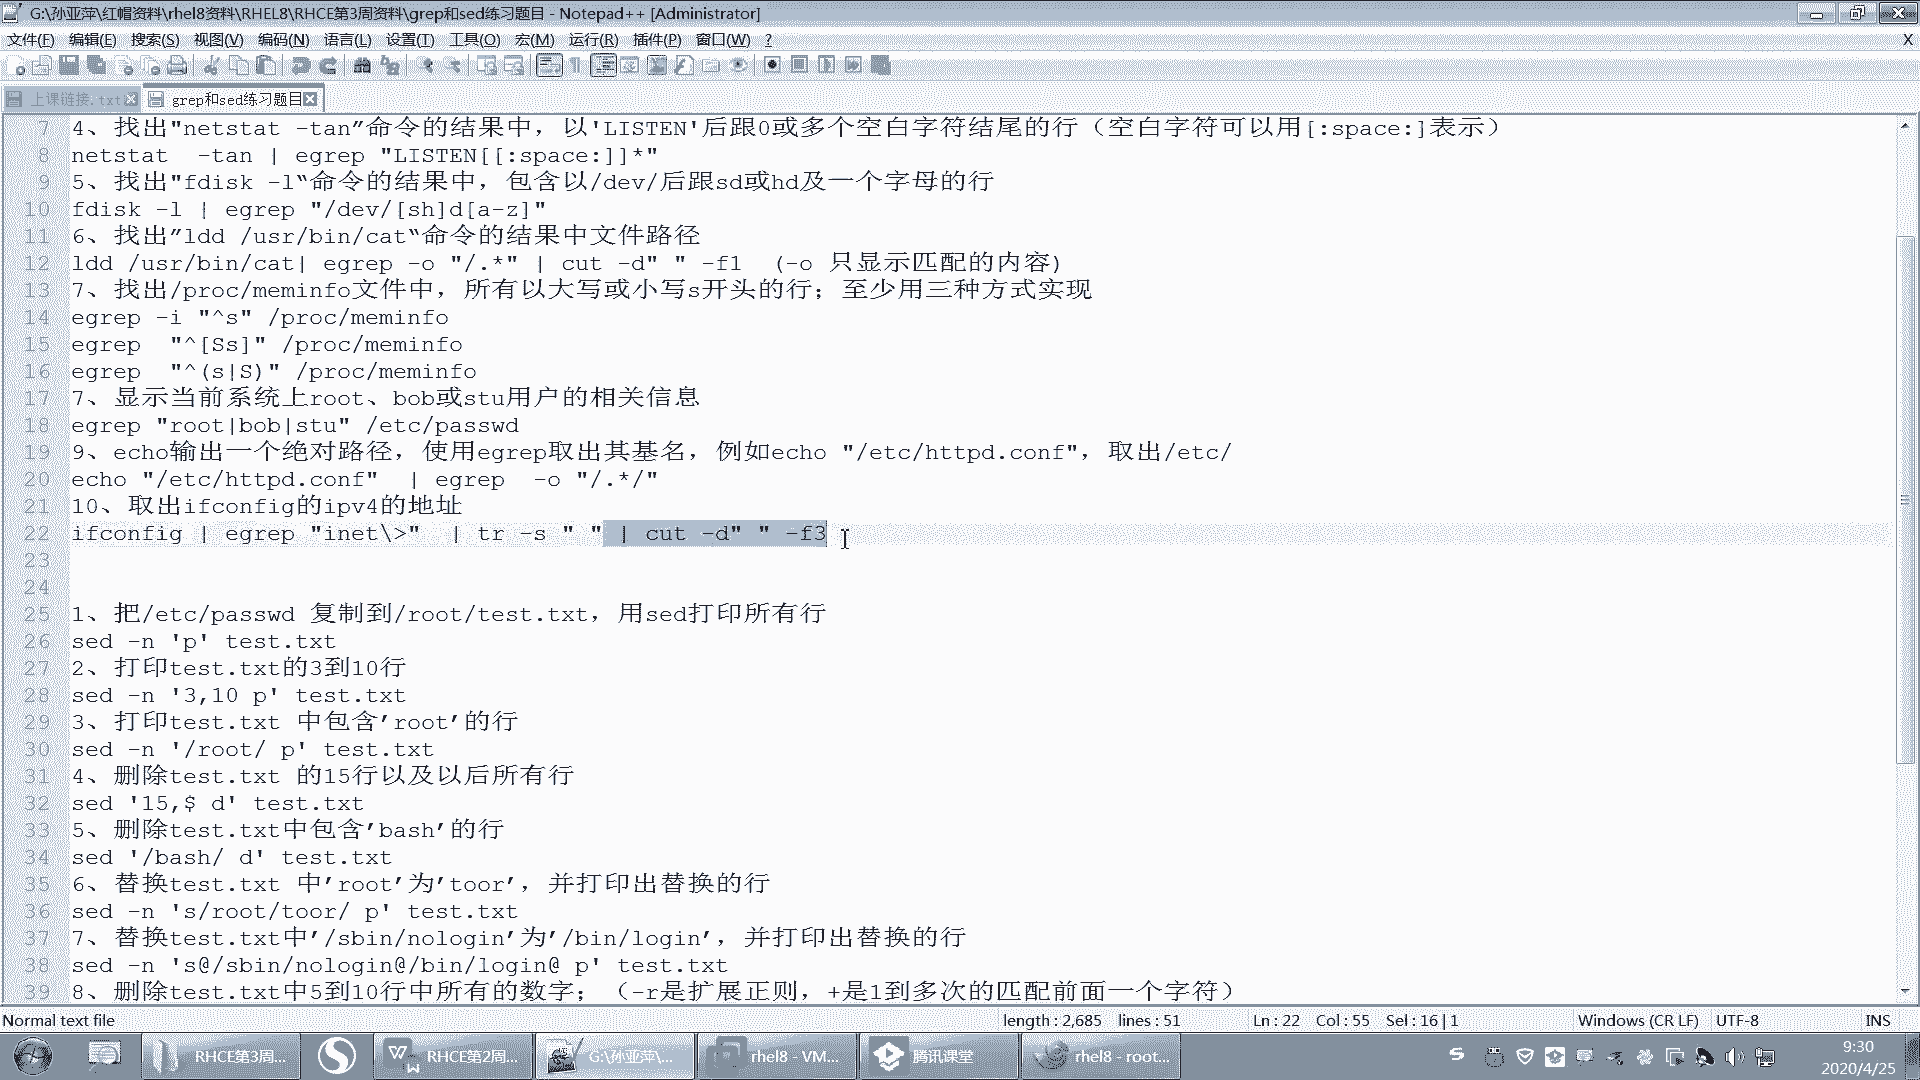 G:\孙亚萍\红帽资料\rhel8资料\RHEL8\RHCE第3周资料\grep和sed练习题目 - Notepad++ [Administrator]
文件(F) 编辑(E) 搜索(S) 视图(V) 编码(N) 语言(L) 设置(T) 工具(O) 宏(M) 运行(R) 插件(P) 窗口(W) ? X
上课链接.txt grep和sed练习题目
7 4、找出"netstat -tan”命令的结果中，以'LISTEN'后跟0或多个空白字符结尾的行（空白字符可以用[:space:]表示）
8 netstat  -tan | egrep "LISTEN[[:space:]]*"
9 5、找出"fdisk -l“命令的结果中，包含以/dev/后跟sd或hd及一个字母的行
10 fdisk -l | egrep "/dev/[sh]d[a-z]"
11 6、找出”ldd /usr/bin/cat“命令的结果中文件路径
12 ldd /usr/bin/cat| egrep -o "/.*" | cut -d" " -f1  (-o 只显示匹配的内容)
13 7、找出/proc/meminfo文件中，所有以大写或小写s开头的行；至少用三种方式实现
14 egrep -i "^s" /proc/meminfo
15 egrep  "^[Ss]" /proc/meminfo
16 egrep  "^(s|S)" /proc/meminfo
17 7、显示当前系统上root、bob或stu用户的相关信息
18 egrep "root|bob|stu" /etc/passwd
19 9、echo输出一个绝对路径，使用egrep取出其基名，例如echo "/etc/httpd.conf"，取出/etc/
20 echo "/etc/httpd.conf"  | egrep  -o "/.*/"
21 10、取出ifconfig的ipv4的地址
22 ifconfig | egrep "inet\>"  | tr -s " " | cut -d" " -f3
23
24
25 1、把/etc/passwd 复制到/root/test.txt，用sed打印所有行
26 sed -n 'p' test.txt
27 2、打印test.txt的3到10行
28 sed -n '3,10 p' test.txt
29 3、打印test.txt 中包含’root’的行
30 sed -n '/root/ p' test.txt
31 4、删除test.txt 的15行以及以后所有行
32 sed '15,$ d' test.txt
33 5、删除test.txt中包含’bash’的行
34 sed '/bash/ d' test.txt
35 6、替换test.txt 中’root’为’toor’，并打印出替换的行
36 sed -n 's/root/toor/ p' test.txt
37 7、替换test.txt中’/sbin/nologin’为’/bin/login’，并打印出替换的行
38 sed -n 's@/sbin/nologin@/bin/login@ p' test.txt
39 8、删除test.txt中5到10行中所有的数字；（-r是扩展正则，+是1到多次的匹配前面一个字符）
Normal text file length : 2,685 lines : 51 Ln : 22 Col : 55 Sel : 16 | 1 Windows (CR LF) UTF-8 INS
RHCE第3周... RHCE第2周... G:\孙亚萍\... rhel8 - VM... 腾讯课堂 rhel8 - root... 9:30
2020/4/25